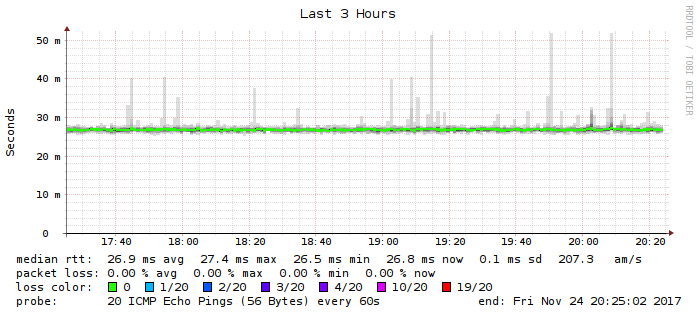 Last 3 Hours
RRDTOOL / TOBI OETIKER
Seconds
50 m
40 m
30 m
20 m
10 m
0
17:40 18:00 18:20 18:40 19:00 19:20 19:40 20:00 20:20
median rtt: 26.9 ms avg 27.4 ms max 26.5 ms min 26.8 ms now 0.1 ms sd 207.3 am/s
packet loss: 0.00 % avg 0.00 % max 0.00 % min 0.00 % now
loss color: 0 1/20 2/20 3/20 4/20 10/20 19/20
probe: 20 ICMP Echo Pings (56 Bytes) every 60s end: Fri Nov 24 20:25:02 2017